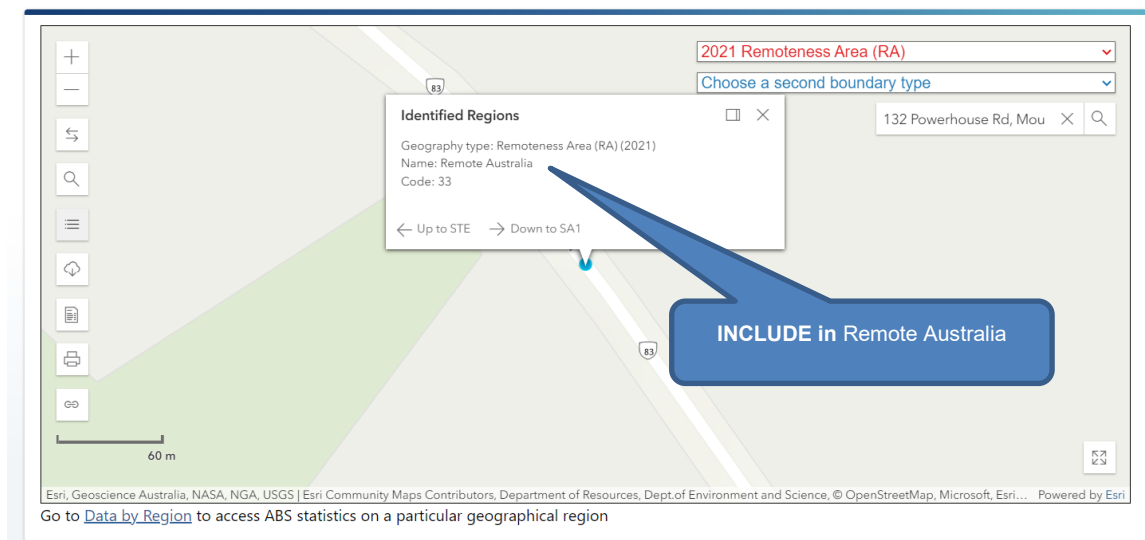 2021 Remoteness Area (RA)
Choose a second boundary type
132 Powerhouse Rd, Mou
83
Identified Regions
Geography type: Remoteness Area (RA) (2021)
Name: Remote Australia
Code: 33
Up to STE Down to SA1
INCLUDE in Remote Australia
83
60 m
Esri, Geoscience Australia, NASA, NGA, USGS | Esri Community Maps Contributors, Department of Resources, Dept.of Environment and Science, © OpenStreetMap, Microsoft, Esri... Powered by Esri
Go to Data by Region to access ABS statistics on a particular geographical region